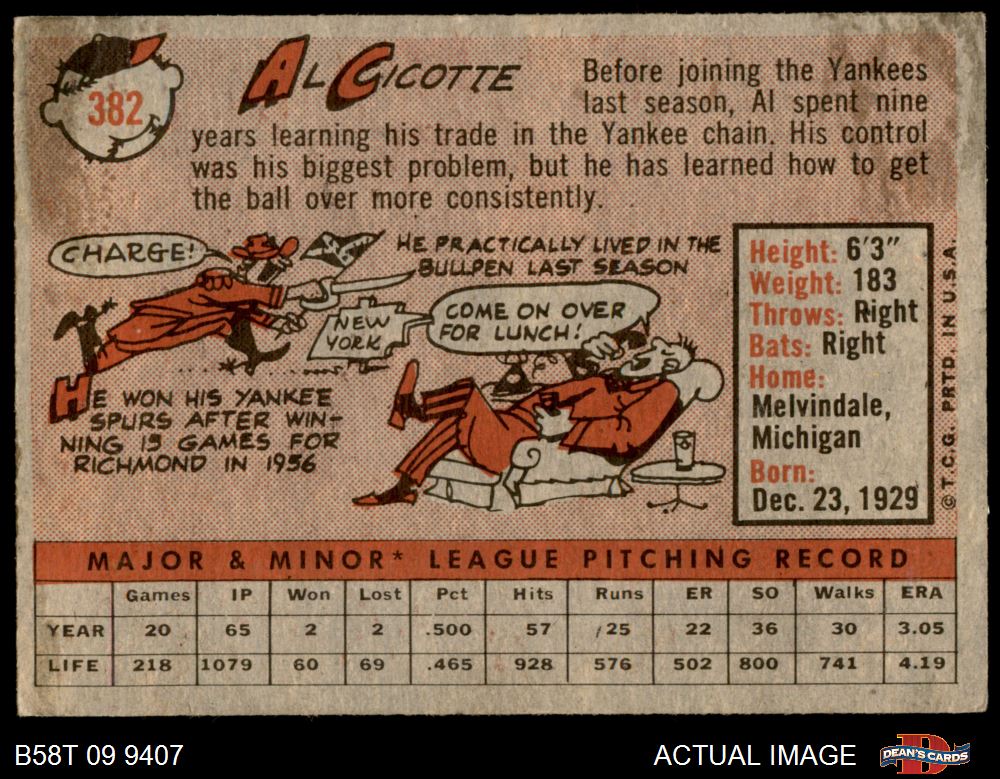 382
AL CICOTTE
Before joining the Yankees
last season, Al spent nine
years learning his trade in the Yankee chain. His control
was his biggest problem, but he has learned how to get
the ball over more consistently.
CHARGE!
HE PRACTICALLY LIVED IN THE
BULLPEN LAST SEASON
NEW
YORK
COME ON OVER
FOR LUNCH!
HE WON HIS YANKEE
SPURS AFTER WIN-
NING 15 GAMES FOR
RICHMOND IN 1956
Height: 6'3"
Weight: 183
Throws: Right
Bats: Right
Home:
Melvindale,
Michigan
Born:
Dec. 23, 1929
© T.C.G. PRTD. IN U.S.A.
MAJOR & MINOR* LEAGUE PITCHING RECORD
Games IP Won Lost Pct Hits Runs ER SO Walks ERA
YEAR 20 65 2 2 .500 57 25 22 36 30 3.05
LIFE 218 1079 60 69 .465 928 576 502 800 741 4.19
B58T 09 9407
ACTUAL IMAGE
DEAN'S CARDS